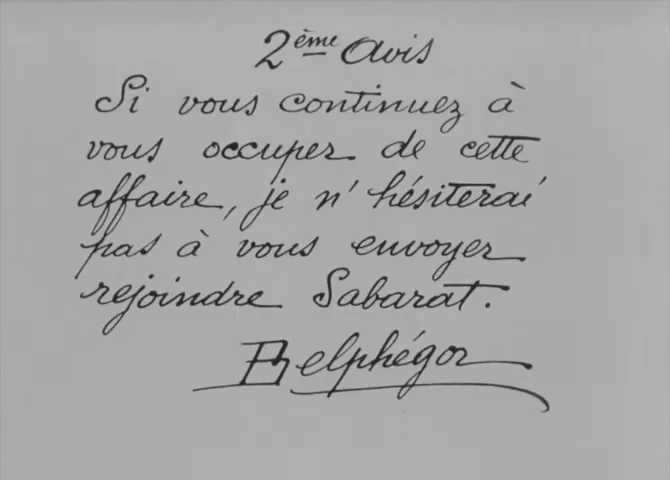 2ème Avis
Si vous continuez à
vous occuper de cette
affaire, je n'hésiterai
pas à vous envoyer
rejoindre Sabarat.
Belphégor